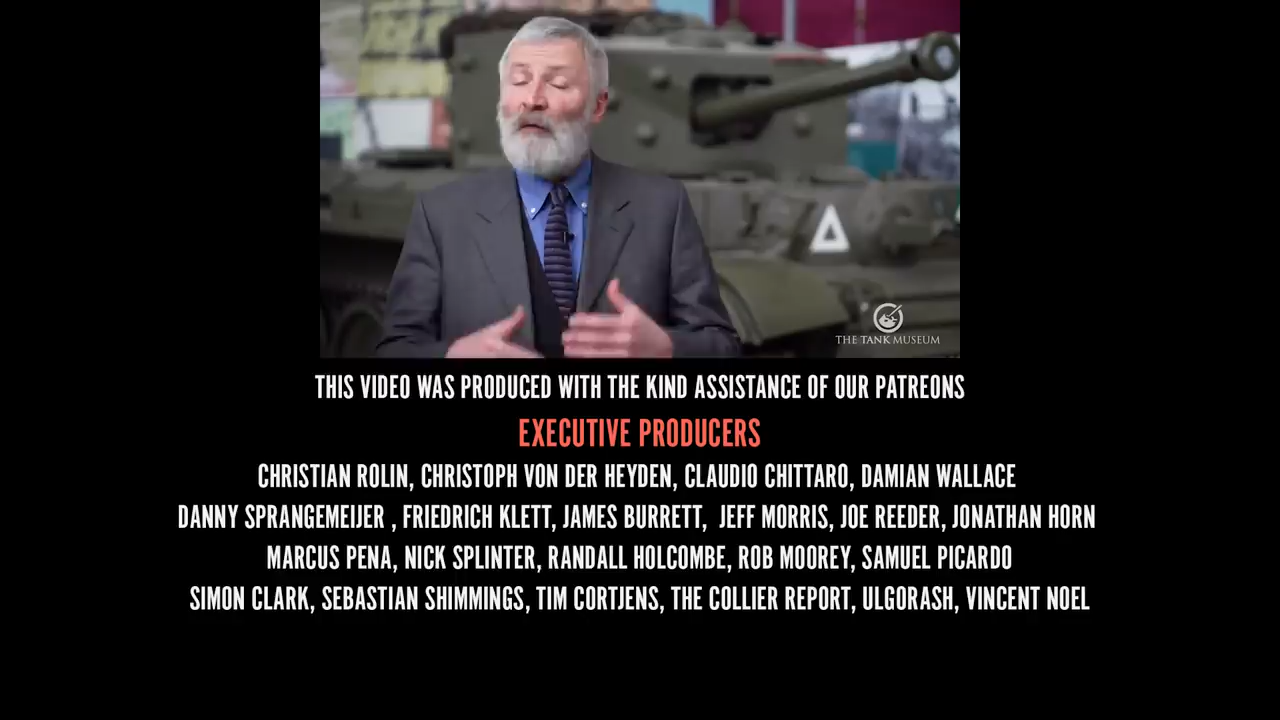 THE TANK MUSEUM
THIS VIDEO WAS PRODUCED WITH THE KIND ASSISTANCE OF OUR PATREONS
EXECUTIVE PRODUCERS
CHRISTIAN ROLIN, CHRISTOPH VON DER HEYDEN, CLAUDIO CHITTARO, DAMIAN WALLACE
DANNY SPRANGEMEIJER , FRIEDRICH KLETT, JAMES BURRETT, JEFF MORRIS, JOE REEDER, JONATHAN HORN
MARCUS PENA, NICK SPLINTER, RANDALL HOLCOMBE, ROB MOOREY, SAMUEL PICARDO
SIMON CLARK, SEBASTIAN SHIMMINGS, TIM CORTJENS, THE COLLIER REPORT, ULGORASH, VINCENT NOEL